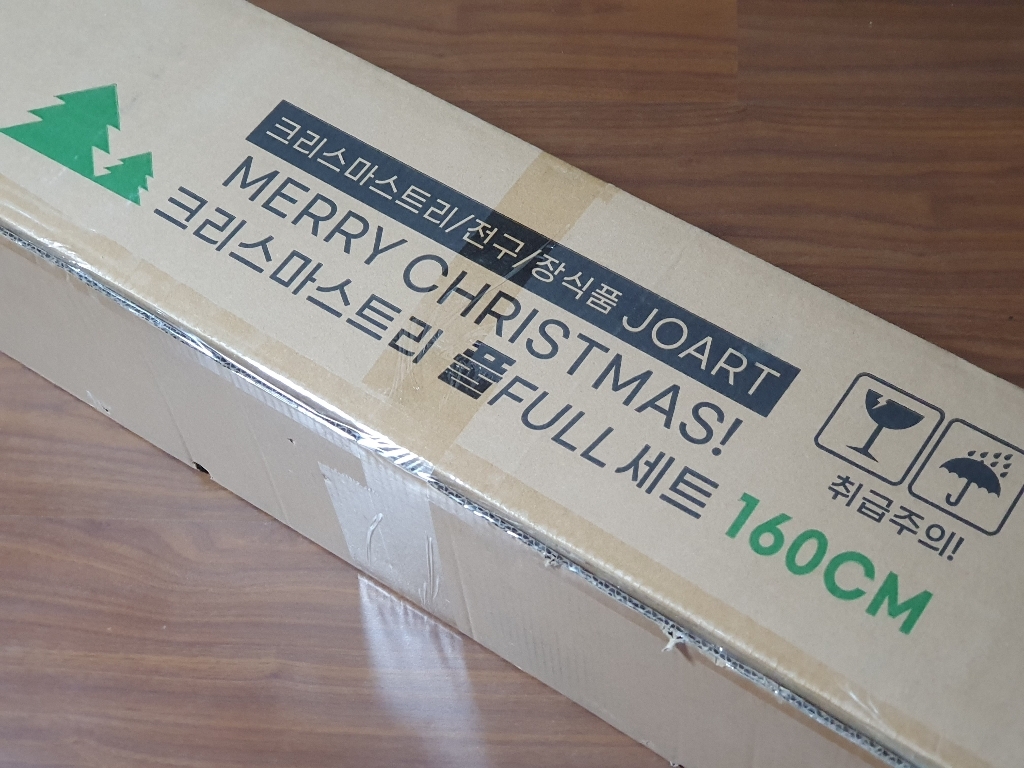 크리스마스트리/전구/장식품 JOART
MERRY CHRISTMAS!
크리스마스트리 풀FULL 세트 160CM
취급주의!